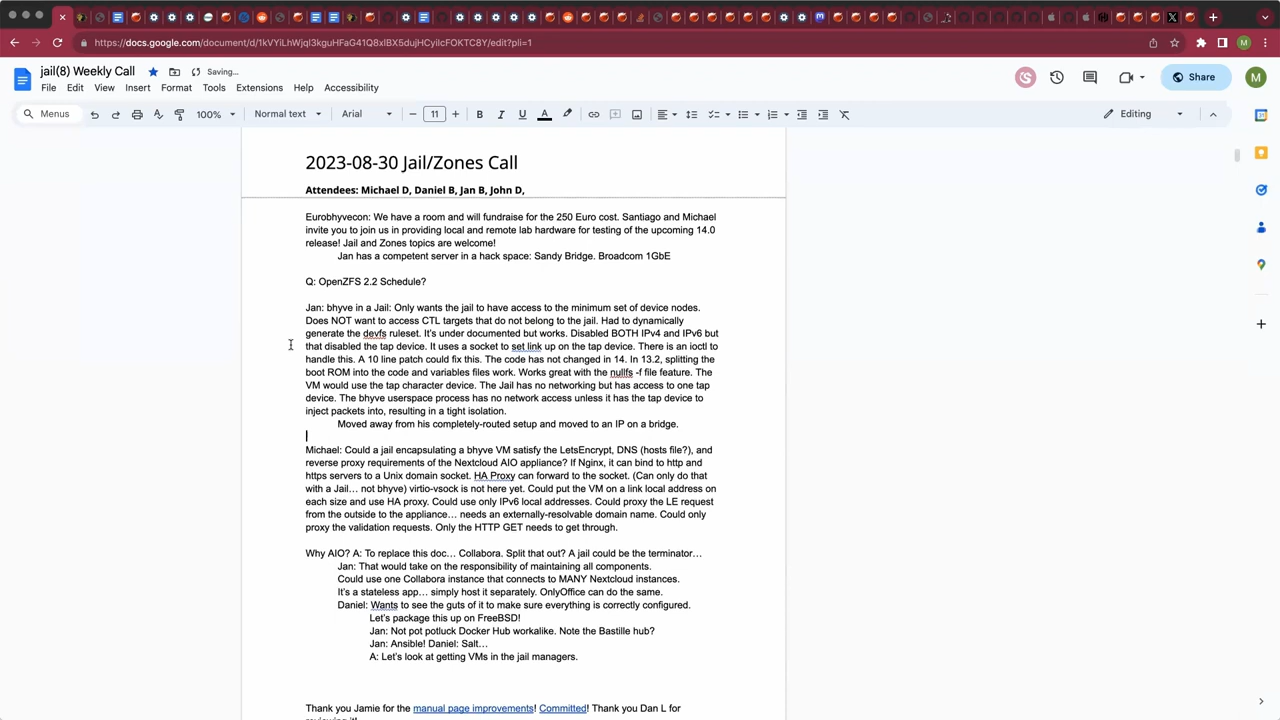 https://docs.google.com/document/d/1kVYiLhWjql3kguHFaG41Q8xlBX5dujHCyilcFOKTC8Y/edit?pli=1
M
jail(8) Weekly Call
Saving…
File Edit View Insert Format Tools Extensions Help Accessibility
Share
M
Menus
100%
Normal text
Arial
11
Editing
2023-08-30 Jail/Zones Call
Attendees: Michael D, Daniel B, Jan B, John D,
Eurobhyvecon: We have a room and will fundraise for the 250 Euro cost. Santiago and Michael
invite you to join us in providing local and remote lab hardware for testing of the upcoming 14.0
release! Jail and Zones topics are welcome!
Jan has a competent server in a hack space: Sandy Bridge. Broadcom 1GbE
Q: OpenZFS 2.2 Schedule?
Jan: bhyve in a Jail: Only wants the jail to have access to the minimum set of device nodes.
Does NOT want to access CTL targets that do not belong to the jail. Had to dynamically
generate the devfs ruleset. It's under documented but works. Disabled BOTH IPv4 and IPv6 but
that disabled the tap device. It uses a socket to set link up on the tap device. There is an ioctl to
handle this. A 10 line patch could fix this. The code has not changed in 14. In 13.2, splitting the
boot ROM into the code and variables files work. Works great with the nullfs -f file feature. The
VM would use the tap character device. The Jail has no networking but has access to one tap
device. The bhyve userspace process has no network access unless it has the tap device to
inject packets into, resulting in a tight isolation.
Moved away from his completely-routed setup and moved to an IP on a bridge.
Michael: Could a jail encapsulating a bhyve VM satisfy the LetsEncrypt, DNS (hosts file?), and
reverse proxy requirements of the Nextcloud AIO appliance? If Nginx, it can bind to http and
https servers to a Unix domain socket. HA Proxy can forward to the socket. (Can only do that
with a Jail… not bhyve) virtio-vsock is not here yet. Could put the VM on a link local address on
each size and use HA proxy. Could use only IPv6 local addresses. Could proxy the LE request
from the outside to the appliance… needs an externally-resolvable domain name. Could only
proxy the validation requests. Only the HTTP GET needs to get through.
Why AIO? A: To replace this doc… Collabora. Split that out? A jail could be the terminator…
Jan: That would take on the responsibility of maintaining all components.
Could use one Collabora instance that connects to MANY Nextcloud instances.
It's a stateless app… simply host it separately. OnlyOffice can do the same.
Daniel: Wants to see the guts of it to make sure everything is correctly configured.
Let's package this up on FreeBSD!
Jan: Not pot potluck Docker Hub workalike. Note the Bastille hub?
Jan: Ansible! Daniel: Salt…
A: Let's look at getting VMs in the jail managers.
Thank you Jamie for the manual page improvements! Committed! Thank you Dan L for
reviewing it!